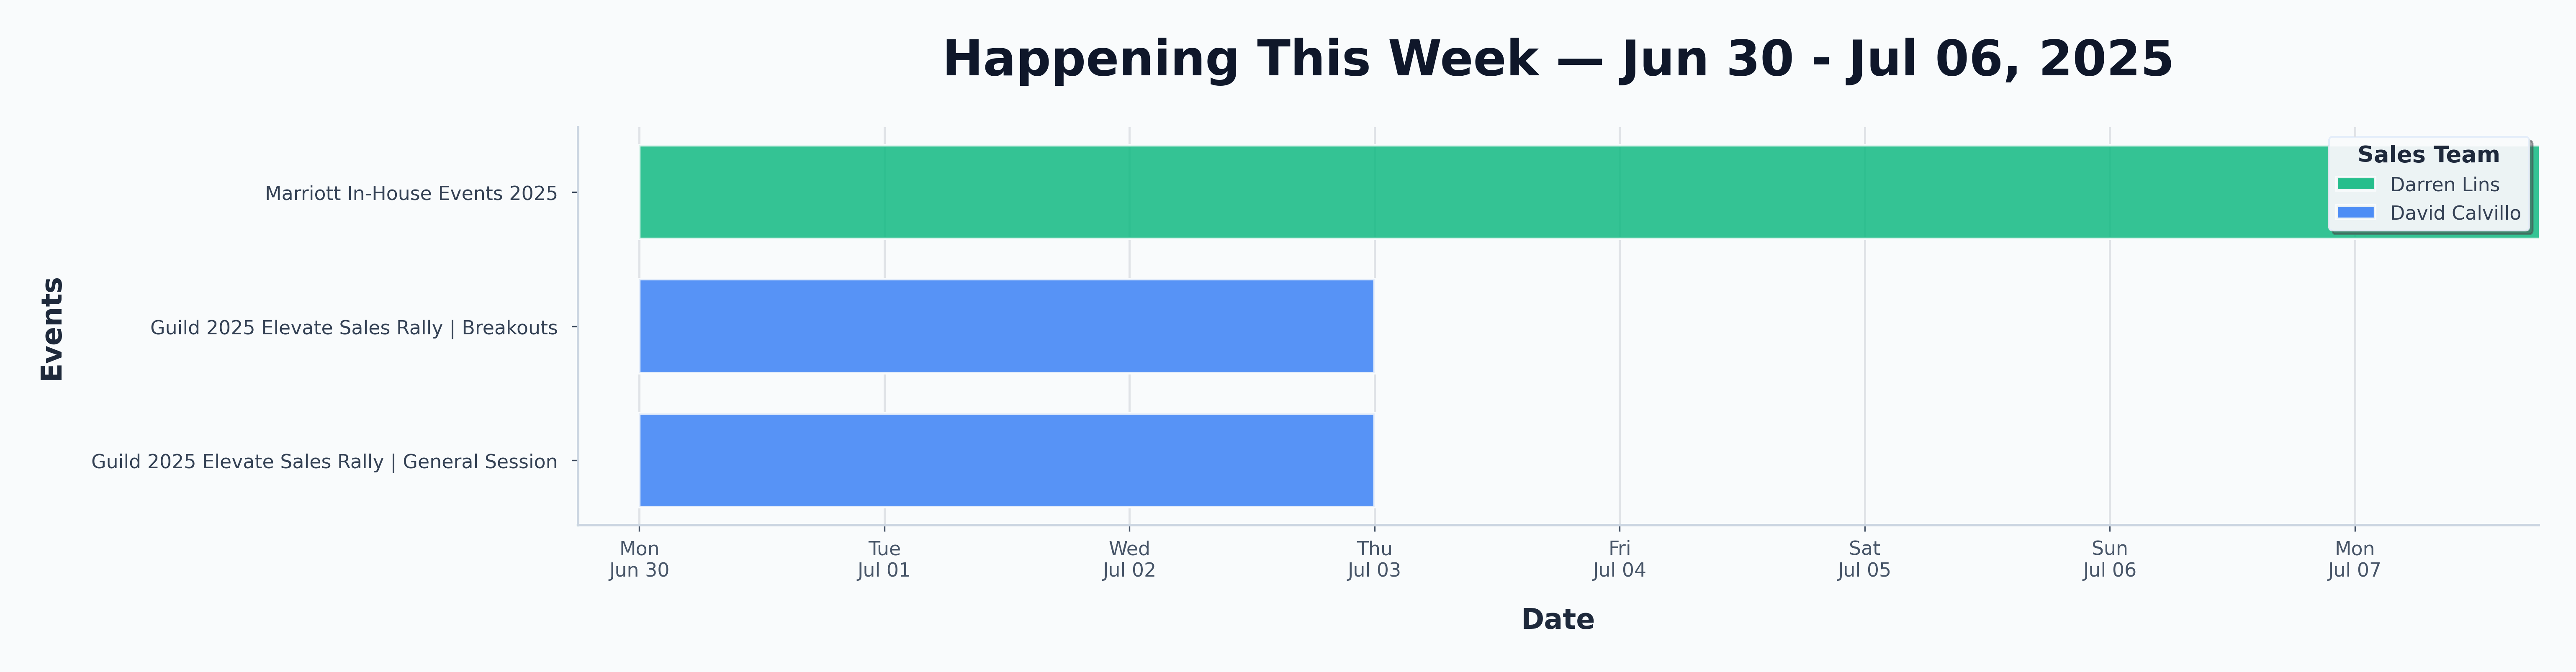 Happening This Week — Jun 30 - Jul 06, 2025
Sales Team
Darren Lins
David Calvillo
Events
Marriott In-House Events 2025
Guild 2025 Elevate Sales Rally | Breakouts
Guild 2025 Elevate Sales Rally | General Session
Mon Tue Wed Thu Fri Sat Sun Mon
Jun 30 Jul 01 Jul 02 Jul 03 Jul 04 Jul 05 Jul 06 Jul 07
Date